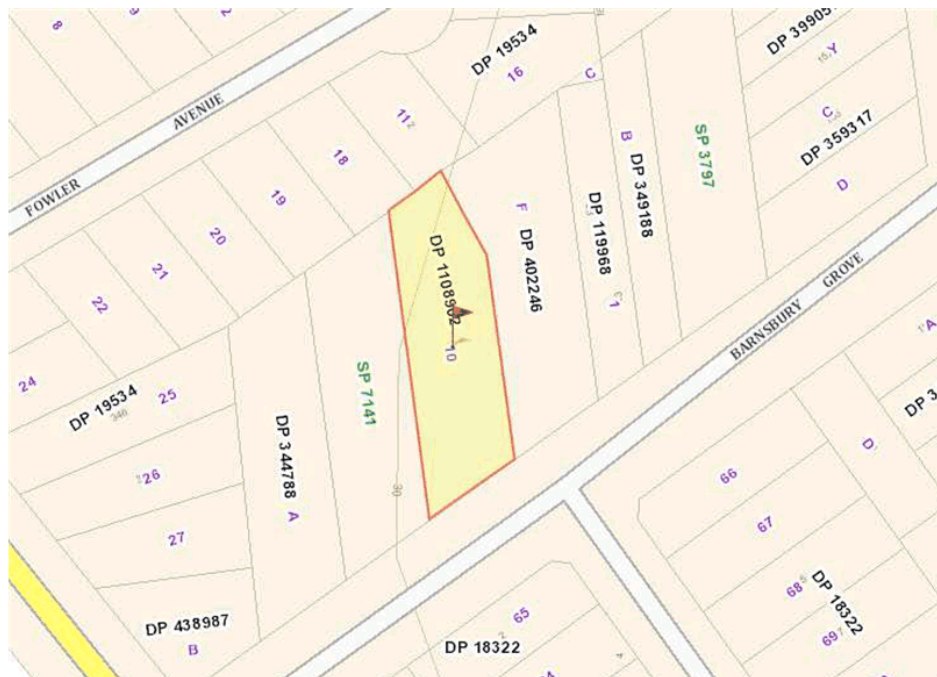 8
DP 39905
Y
DP 19534
16
C
AVENUE
11
C
DP 359317
B
DP 349188
SP 3797
18
D
FOWLER
19
F
DP 402246
DP 119968
20
DP 1108902
21
BARNSBURY GROVE
22
1
A
10
24
DP 19534
25
SP 7141
DP 344788
A
26
30
D
66
67
27
68
DP 18322
65
69
DP 438987
B
DP 18322